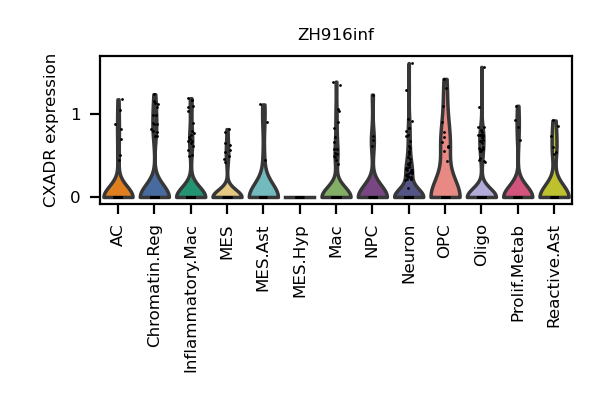 ZH916inf
CXADR expression
1
0
AC
Chromatin.Reg
Inflammatory.Mac
MES
MES.Ast
MES.Hyp
Mac
NPC
Neuron
OPC
Oligo
Prolif.Metab
Reactive.Ast